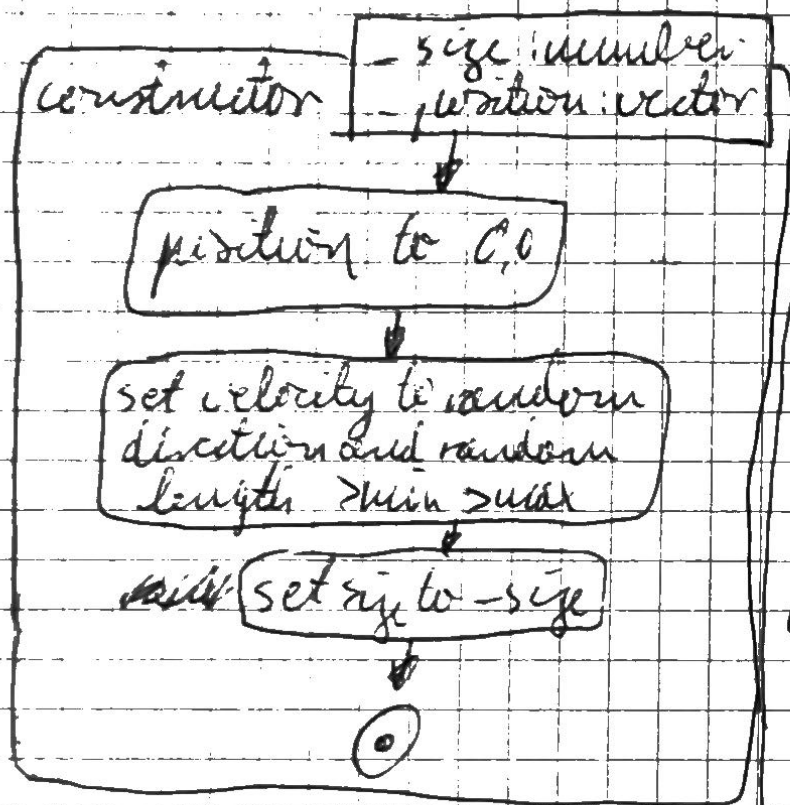 constructor
_ size : number
_ position : vector
position to 0,0
set velocity to random
direction and random
length >min >max
set size to _size